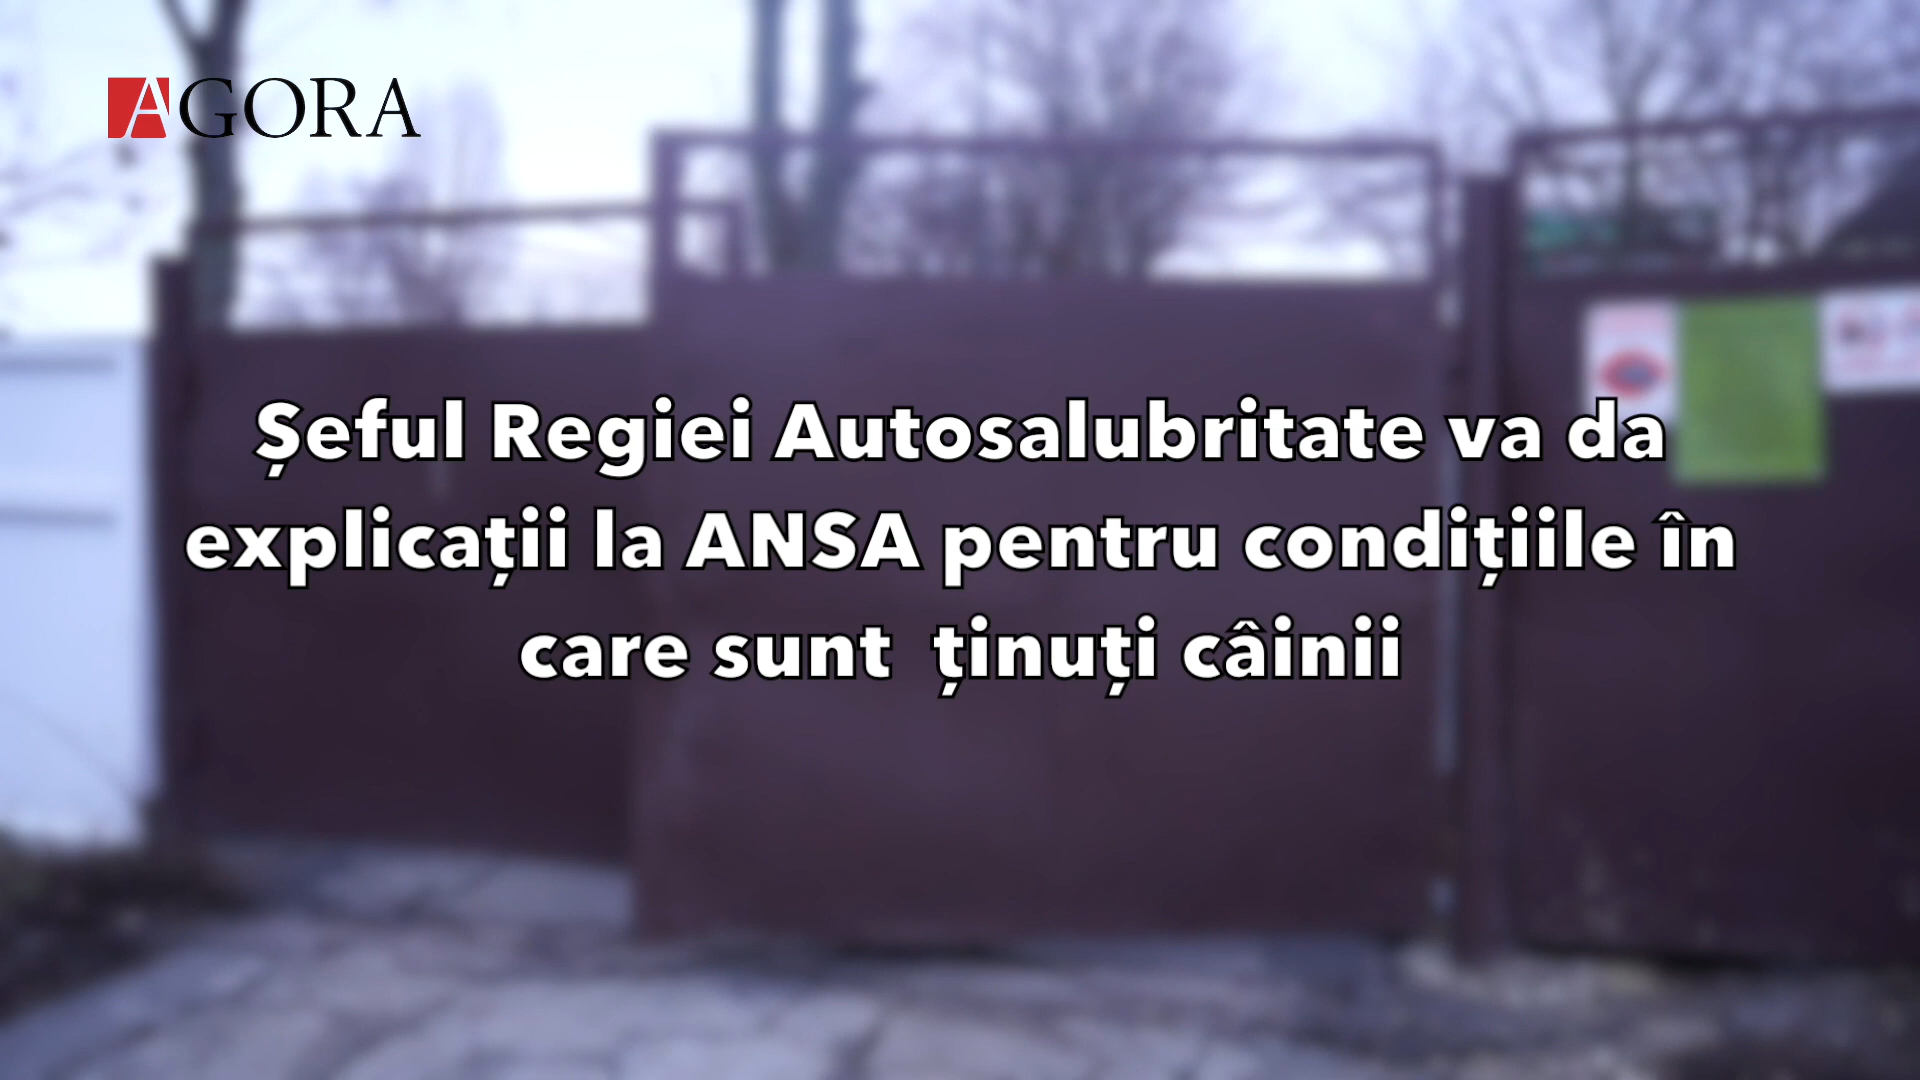 AGORA
Șeful Regiei Autosalubritate va da
explicații la ANSA pentru condițiile în
care sunt  ținuți câinii